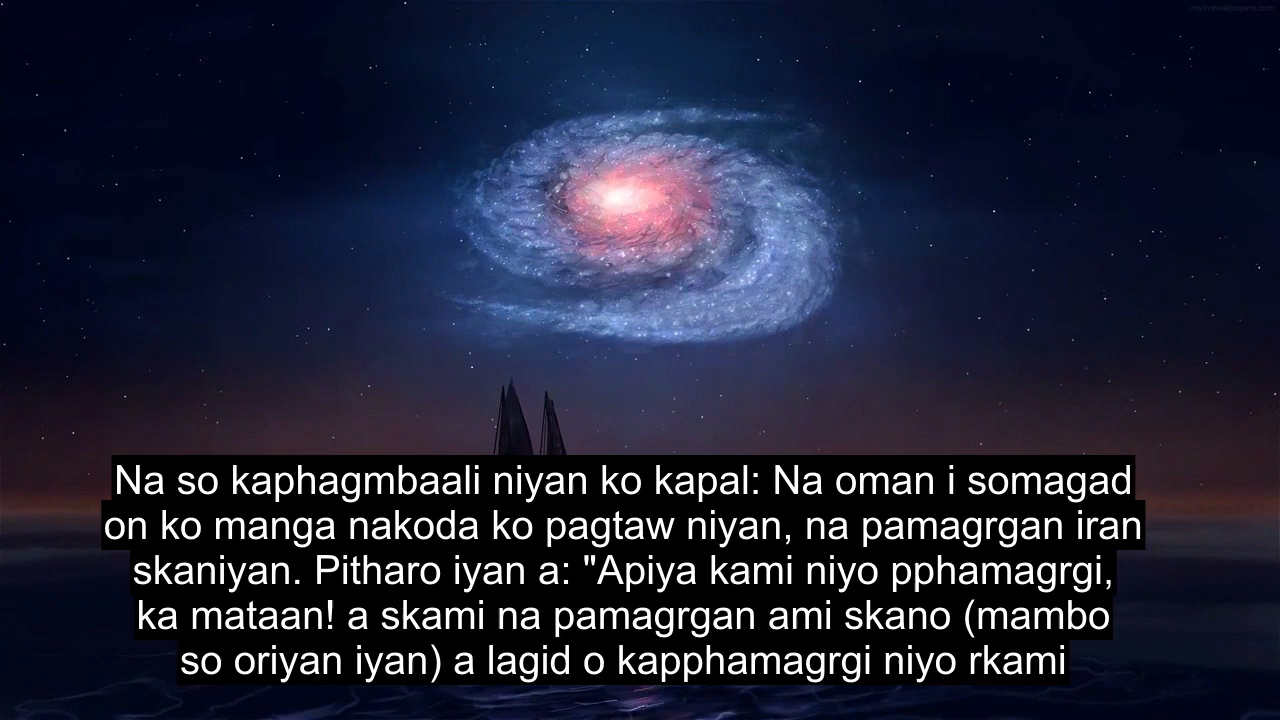 Na so kaphagmbaali niyan ko kapal: Na oman i somagad
on ko manga nakoda ko pagtaw niyan, na pamagrgan iran
skaniyan. Pitharo iyan a: "Apiya kami niyo pphamagrgi,
ka mataan! a skami na pamagrgan ami skano (mambo
so oriyan iyan) a lagid o kapphamagrgi niyo rkami